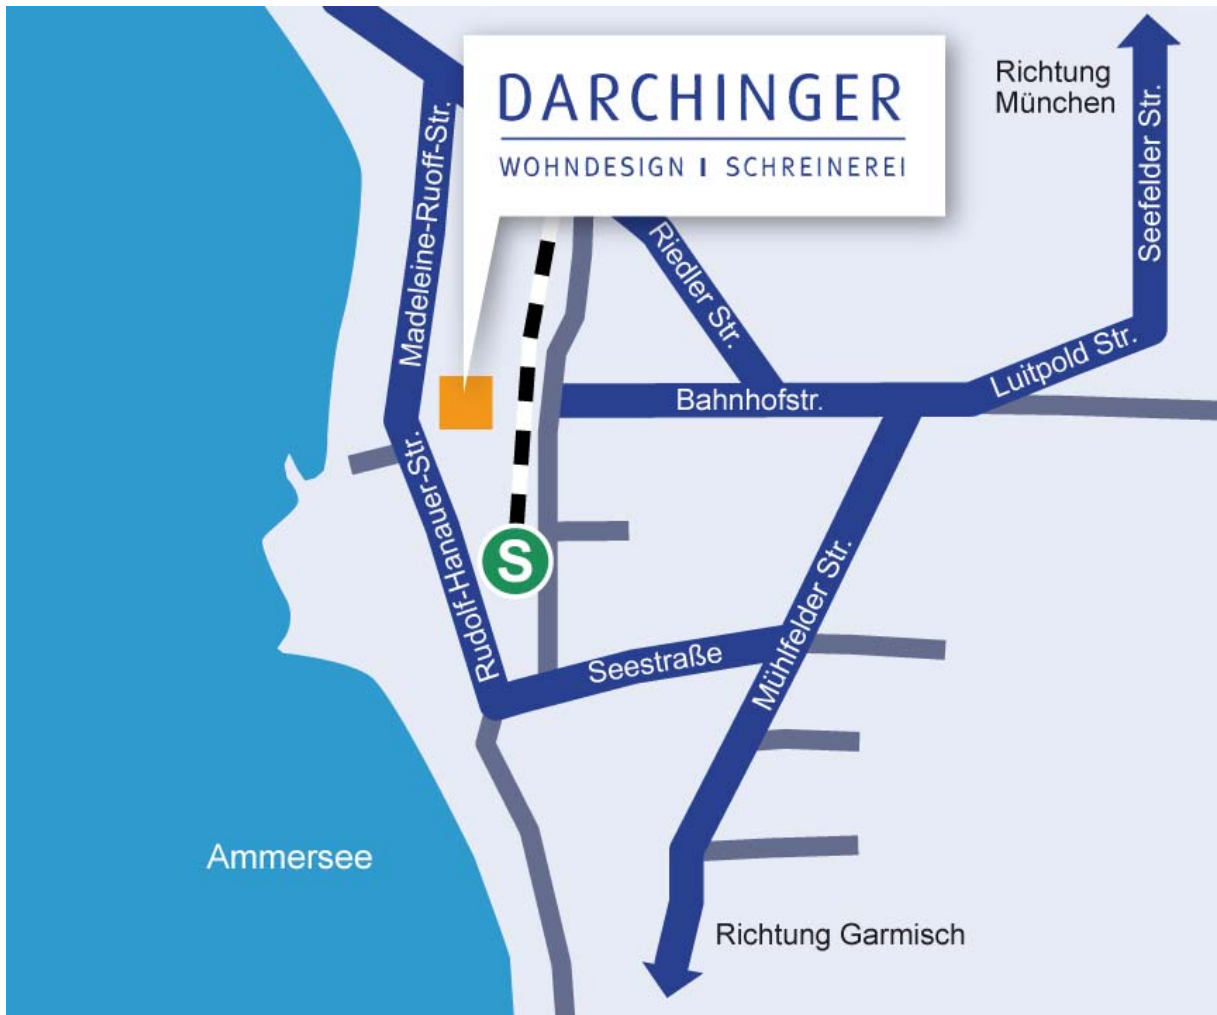 DARCHINGER
WOHNDESIGN I SCHREINEREI
Richtung
München
Seefelder Str.
Madeleine-Ruoff-Str.
Riedler Str.
Luitpold Str.
Bahnhofstr.
Rudolf-Hanauer-Str.
S
Mühlfelder Str.
Seestraße
Ammersee
Richtung Garmisch